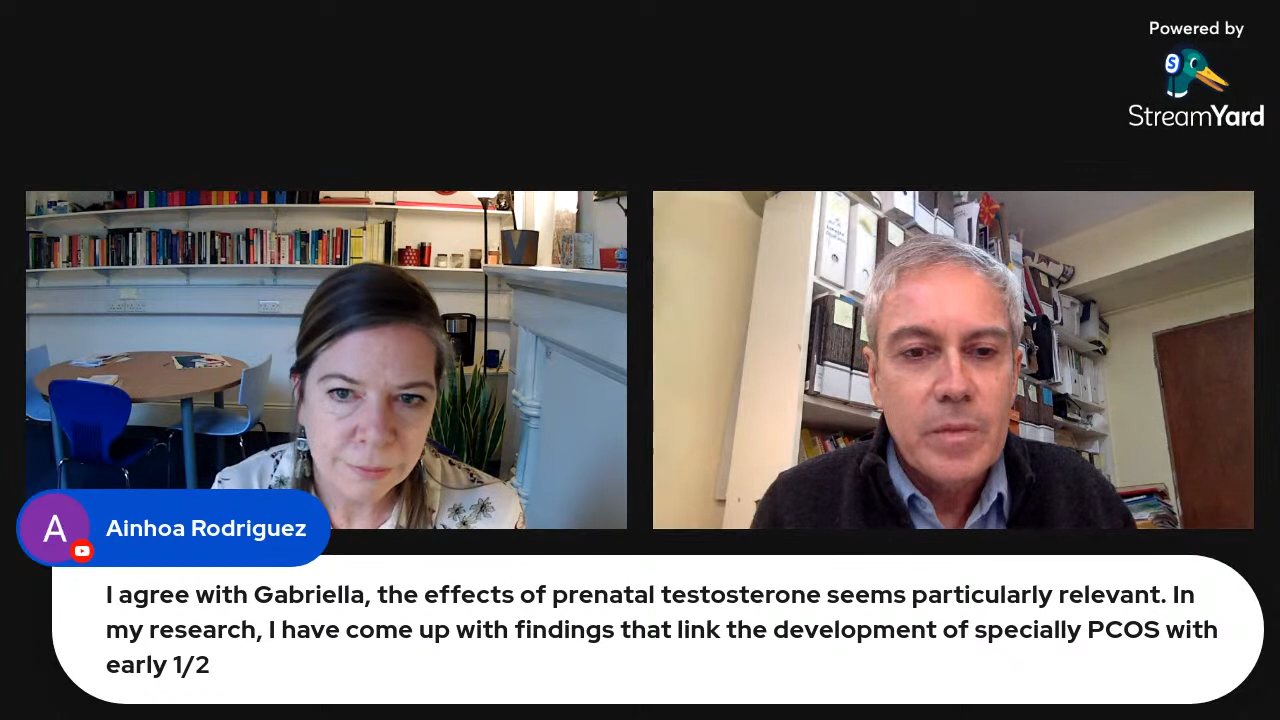 Powered by
StreamYard
Ainhoa Rodriguez
I agree with Gabriella, the effects of prenatal testosterone seems particularly relevant. In
my research, I have come up with findings that link the development of specially PCOS with
early 1/2